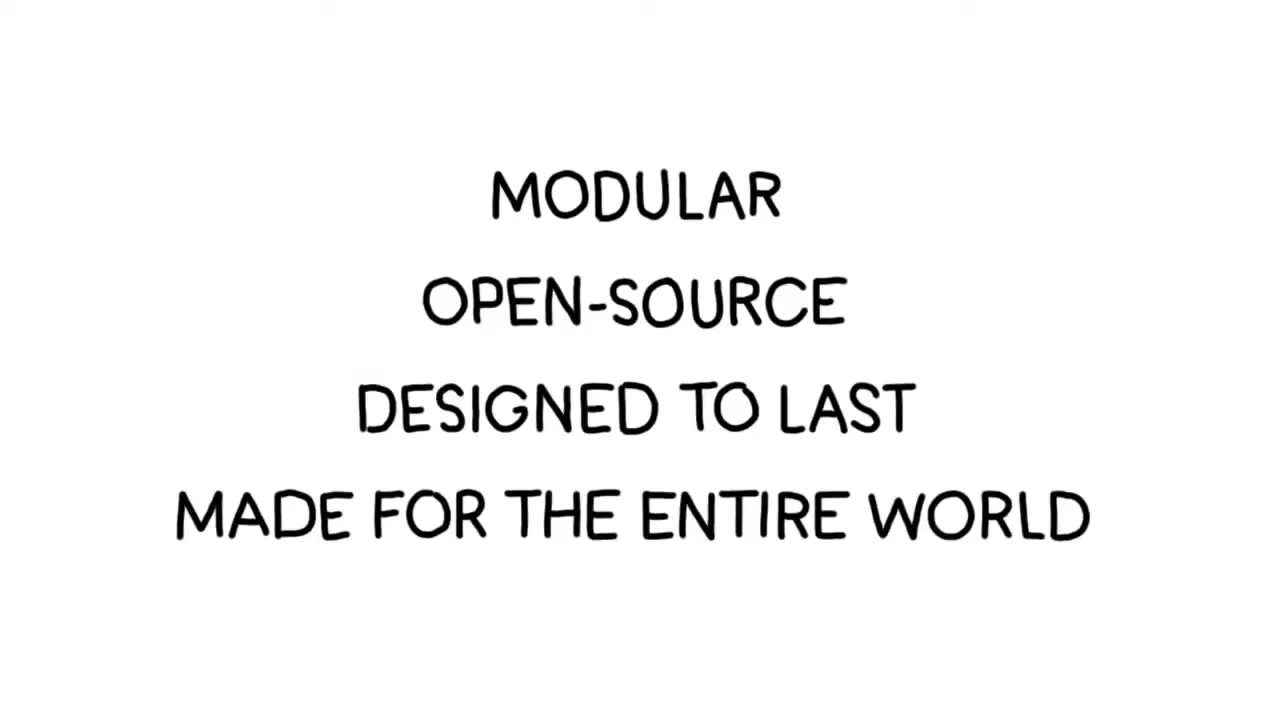 MODULAR
OPEN-SOURCE
DESIGNED TO LAST
MADE FOR THE ENTIRE WORLD